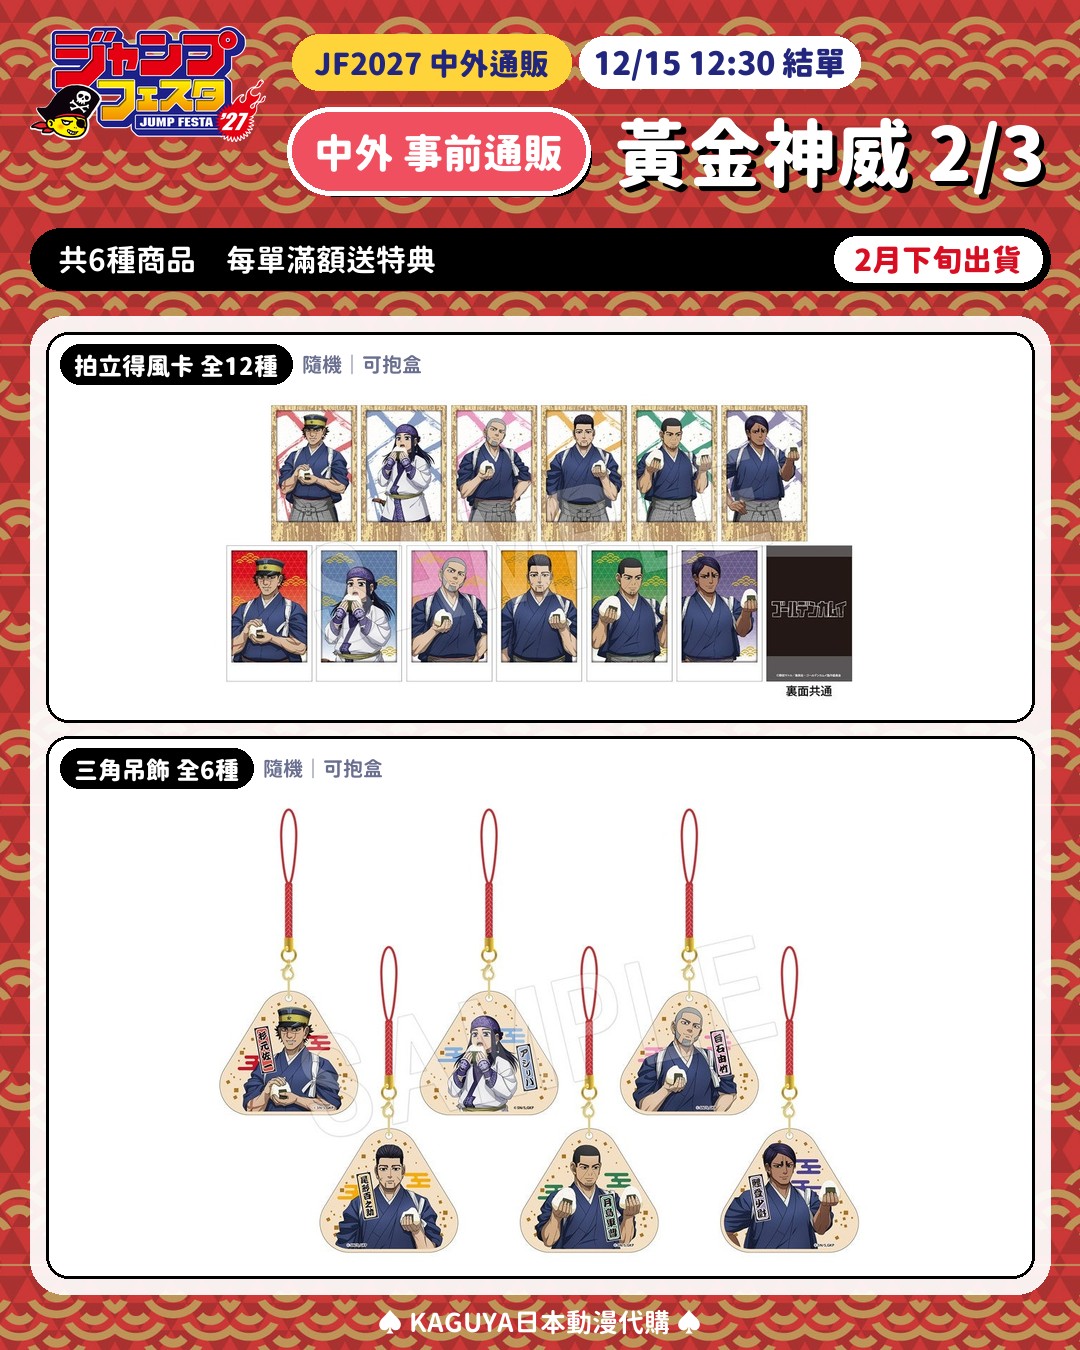 ジャンプ
フェスタ
JUMP FESTA '27
JF2027 中外通販
12/15 12:30 結單
中外 事前通販
黃金神威 2/3
共6種商品 每單滿額送特典
2月下旬出貨
拍立得風卡 全12種
隨機｜可抱盒
SAMPLE
ゴールデンカムイ
裏面共通
三角吊飾 全6種
隨機｜可抱盒
杉元佐一
アシㇼパ
白石由竹
SAMPLE
尾形百之助
月島軍曹
鯉登少尉
♠ KAGUYA日本動漫代購 ♠